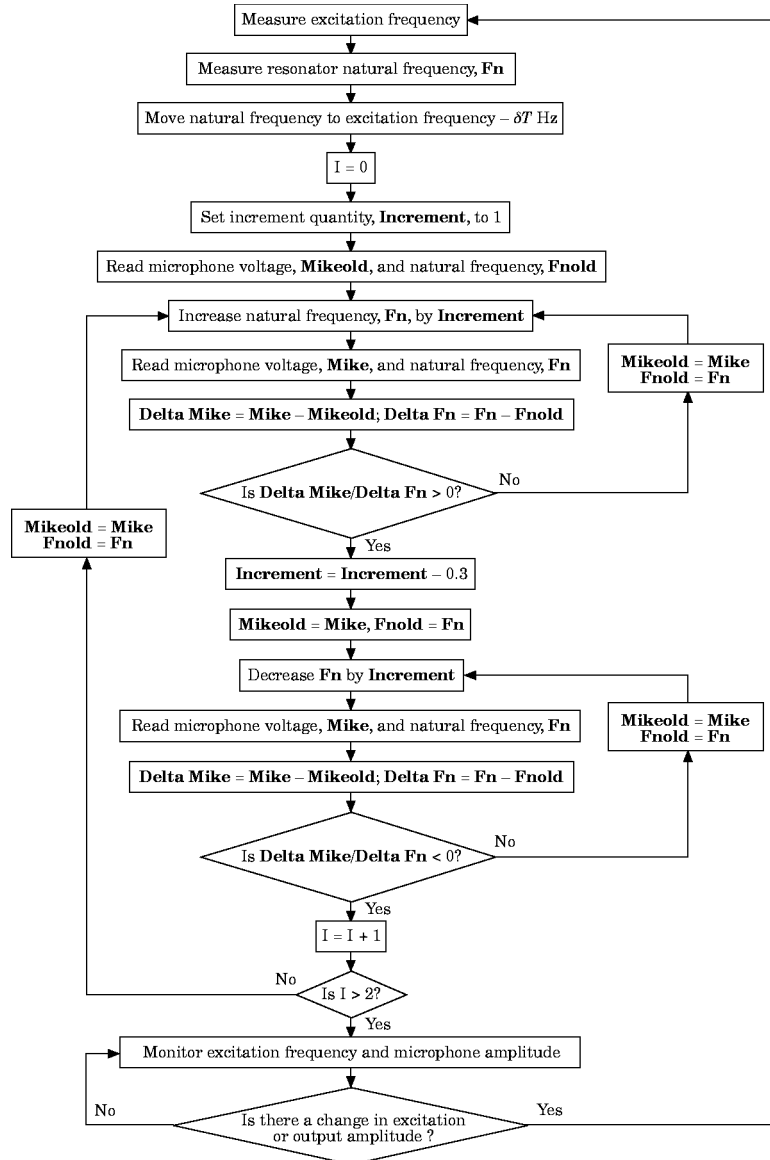 Measure excitation frequency
Measure resonator natural frequency, Fn
Move natural frequency to excitation frequency – δT Hz
I = 0
Set increment quantity, Increment, to 1
Read microphone voltage, Mikeold, and natural frequency, Fnold
Increase natural frequency, Fn, by Increment
Read microphone voltage, Mike, and natural frequency, Fn
Mikeold = Mike
Fnold = Fn
Delta Mike = Mike – Mikeold; Delta Fn = Fn – Fnold
Is Delta Mike/Delta Fn > 0?
No
Yes
Mikeold = Mike
Fnold = Fn
Increment = Increment – 0.3
Mikeold = Mike, Fnold = Fn
Decrease Fn by Increment
Read microphone voltage, Mike, and natural frequency, Fn
Mikeold = Mike
Fnold = Fn
Delta Mike = Mike – Mikeold; Delta Fn = Fn – Fnold
Is Delta Mike/Delta Fn < 0?
No
Yes
I = I + 1
No
Is I > 2?
Yes
Monitor excitation frequency and microphone amplitude
No
Is there a change in excitation
or output amplitude ?
Yes